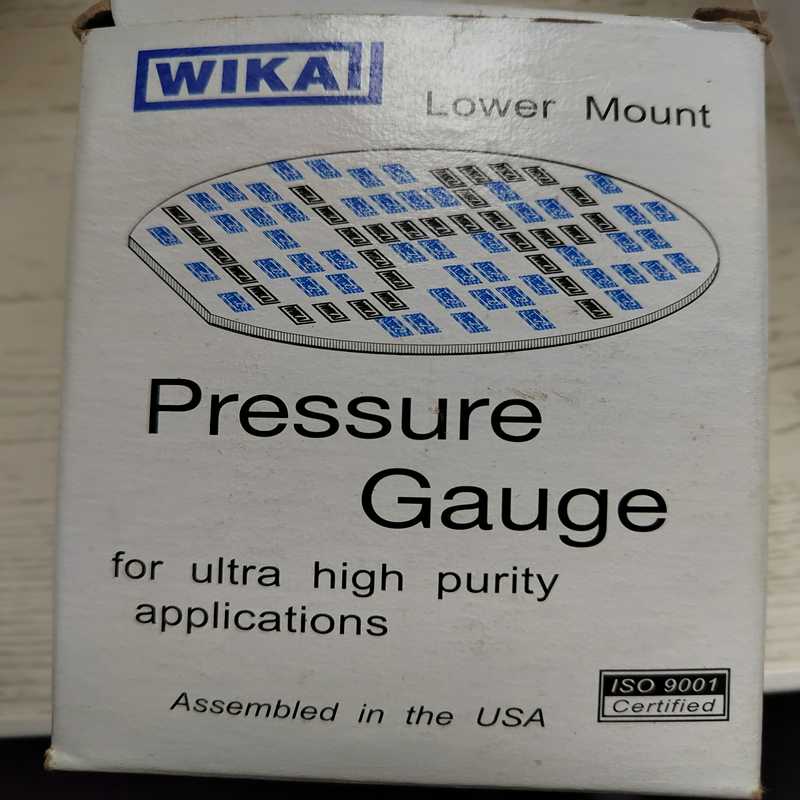 WIKA
Lower Mount
Pressure
Gauge
for ultra high purity
applications
Assembled in the USA
ISO 9001
Certified